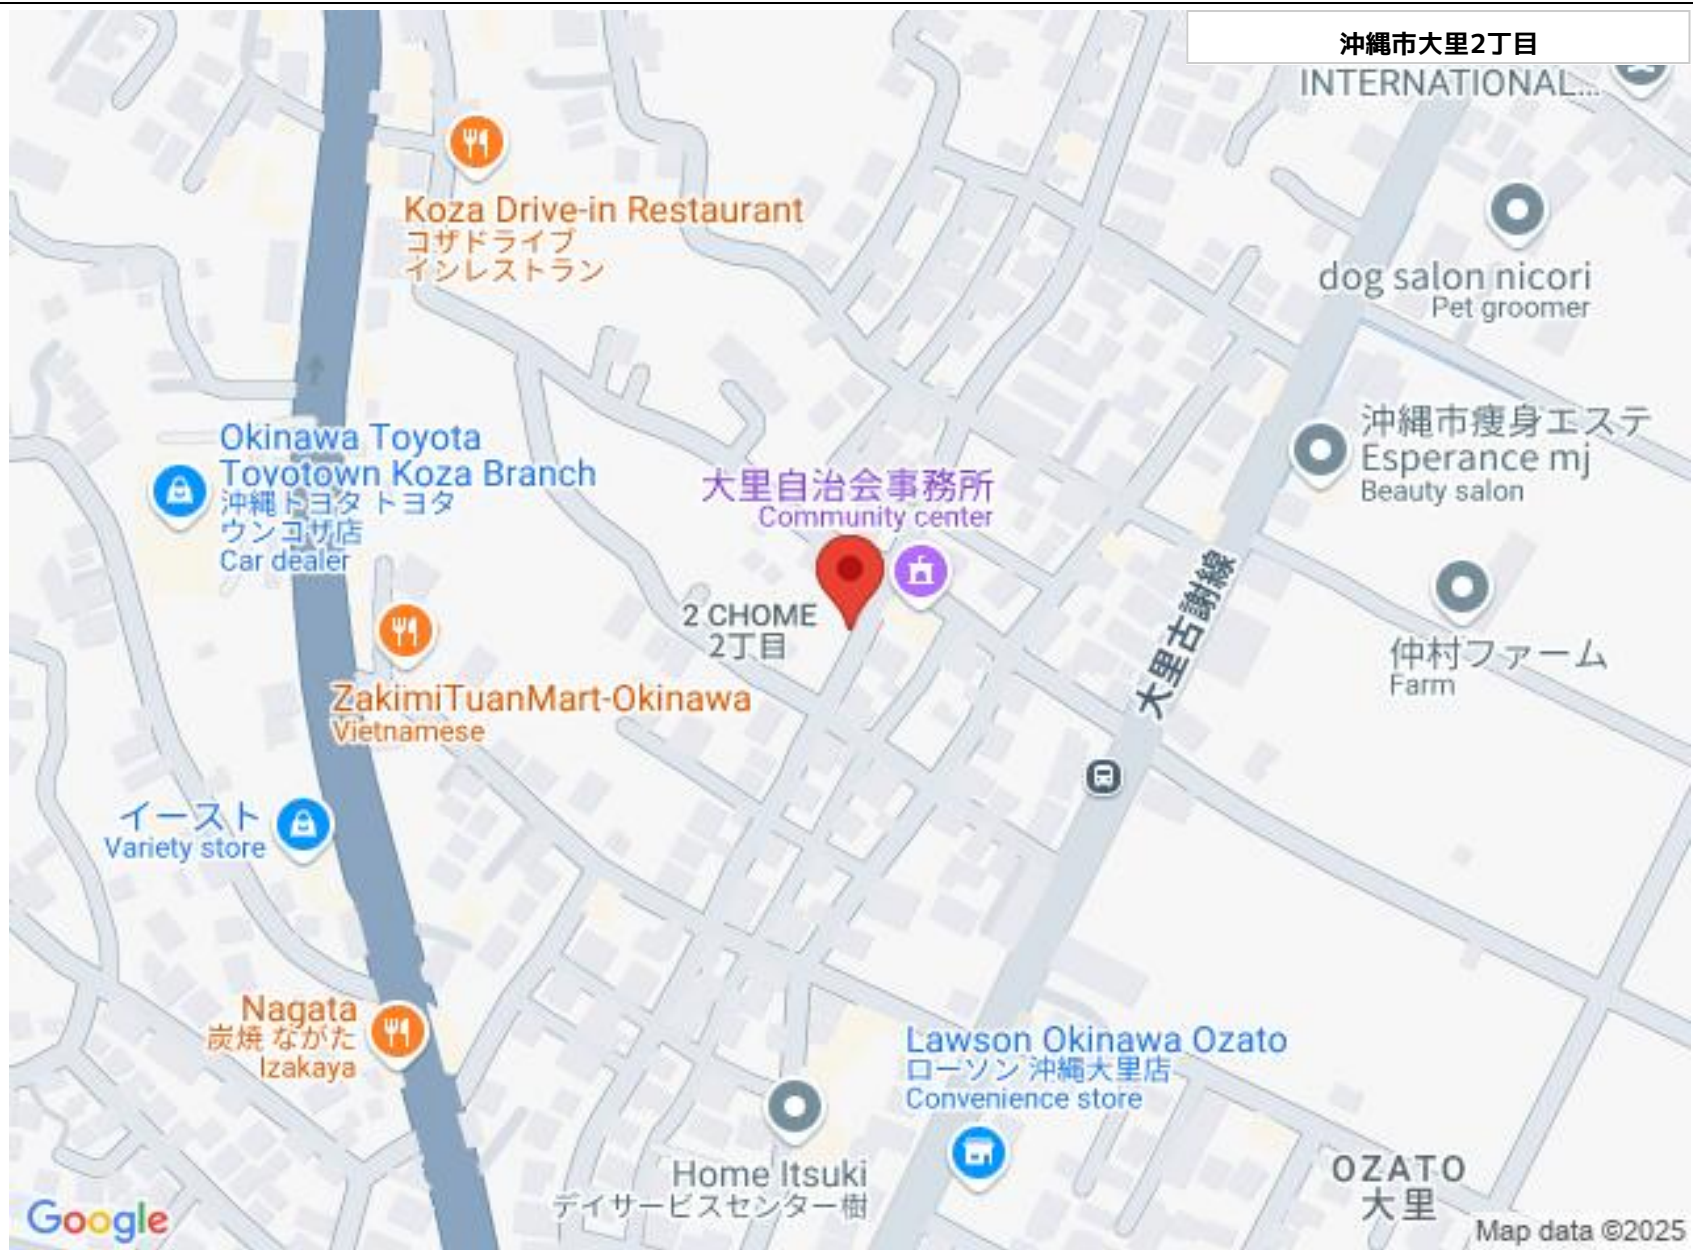 沖縄市大里2丁目
INTERNATIONAL...
Koza Drive-in Restaurant
コザドライブ
インレストラン
dog salon nicori
Pet groomer
Okinawa Toyota
Toyotown Koza Branch
沖縄トヨタ トヨタ
ウンコザ店
Car dealer
沖縄市痩身エステ
Esperance mj
Beauty salon
大里自治会事務所
Community center
2 CHOME
2丁目
大里古謝線
仲村ファーム
Farm
ZakimiTuanMart-Okinawa
Vietnamese
イースト
Variety store
Nagata
炭焼 ながた
Izakaya
Lawson Okinawa Ozato
ローソン 沖縄大里店
Convenience store
Home Itsuki
デイサービスセンター樹
OZATO
大里
Google
Map data ©2025